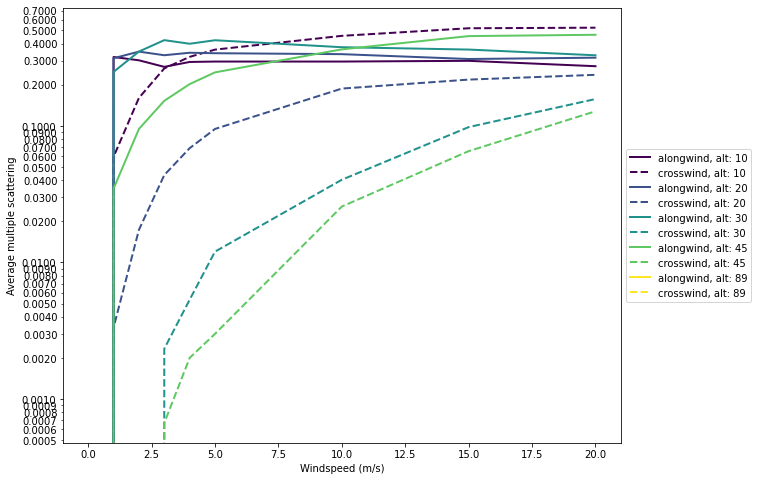 0.7000
0.6000
0.5000
0.4000
0.3000
0.2000
0.1000
0.0900
0.0800
0.0700
0.0600
0.0500
0.0400
0.0300
0.0200
0.0100
0.0090
0.0080
0.0070
0.0060
0.0050
0.0040
0.0030
0.0020
0.0010
0.0009
0.0008
0.0007
0.0006
0.0005
Average multiple scattering
0.0 2.5 5.0 7.5 10.0 12.5 15.0 17.5 20.0
Windspeed (m/s)
alongwind, alt: 10
crosswind, alt: 10
alongwind, alt: 20
crosswind, alt: 20
alongwind, alt: 30
crosswind, alt: 30
alongwind, alt: 45
crosswind, alt: 45
alongwind, alt: 89
crosswind, alt: 89